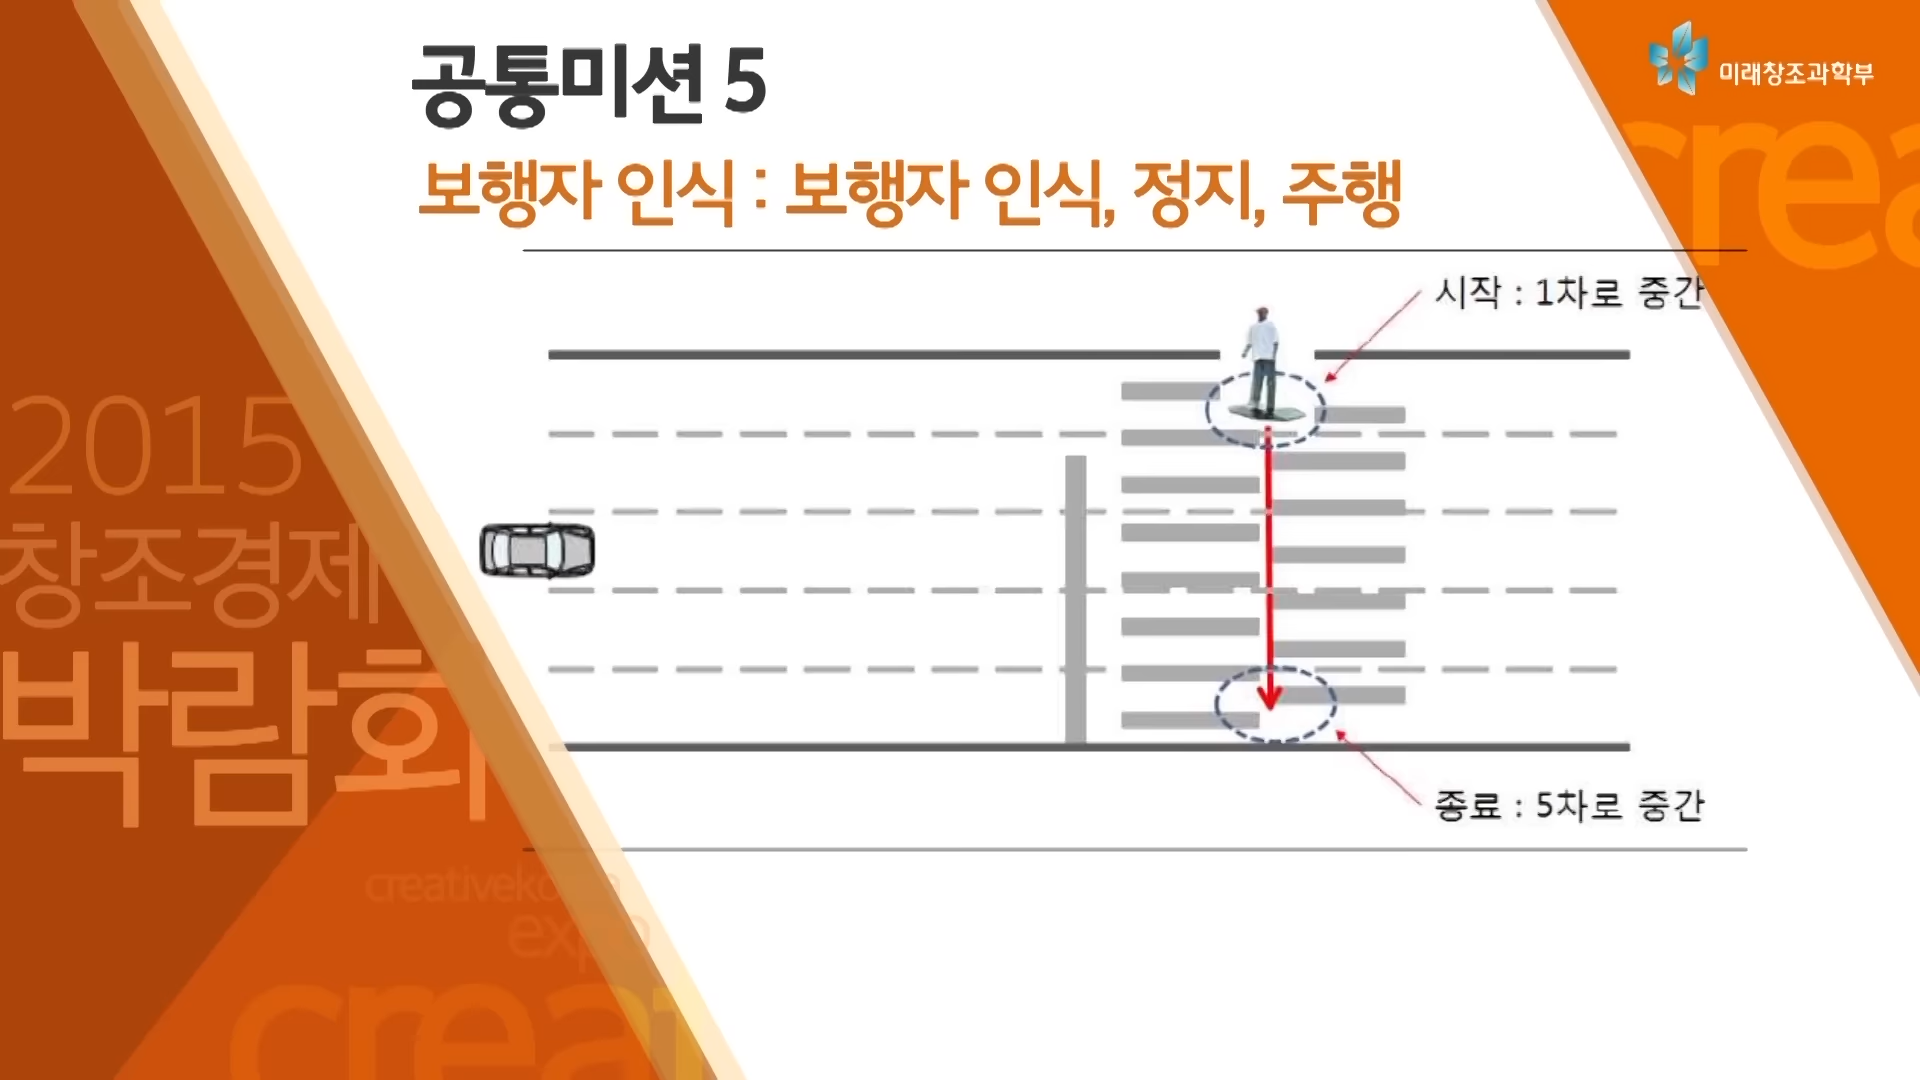 공통미션 5
미래창조과학부
보행자 인식 : 보행자 인식, 정지, 주행
시작 : 1차로 중간
2015
창조경제
박람회
종료 : 5차로 중간